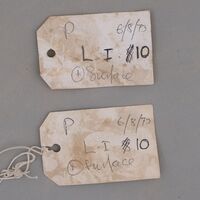 P 6/8/70
L.I. #10
+ Surface
P 6/8/70
L.I. #10
+ Surface